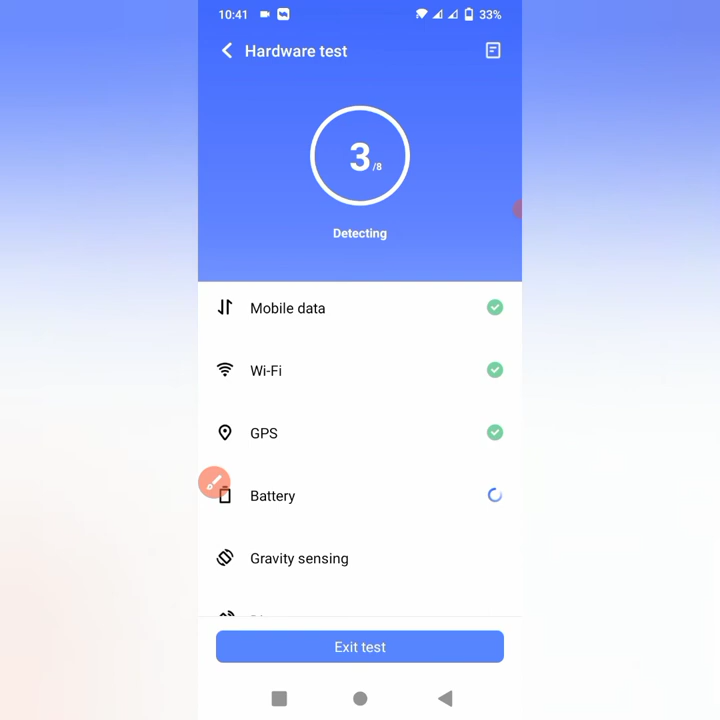 10:41
33%
Hardware test
3/8
Detecting
Mobile data
Wi-Fi
GPS
Battery
Gravity sensing
Exit test